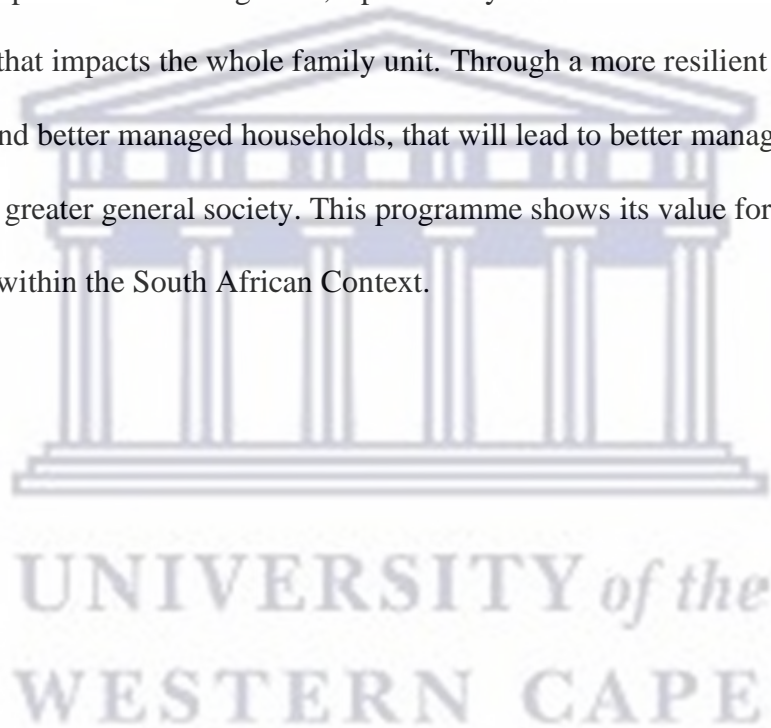 that impacts the whole family unit. Through a more resilient
nd better managed households, that will lead to better manag
greater general society. This programme shows its value for
within the South African Context.
UNIVERSITY of the
WESTERN CAPE